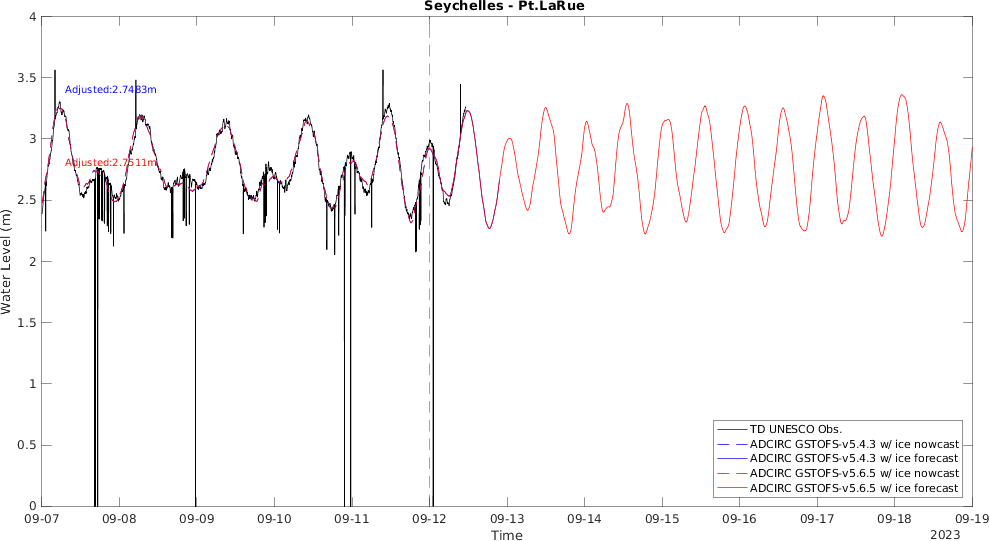 Seychelles - Pt.LaRue
4
3.5
3
2.5
2
1.5
1
0.5
0
Water Level (m)
Adjusted:2.7483m
Adjusted:2.7511m
TD UNESCO Obs.
ADCIRC GSTOFS-v5.4.3 w/ ice nowcast
ADCIRC GSTOFS-v5.4.3 w/ ice forecast
ADCIRC GSTOFS-v5.6.5 w/ ice nowcast
ADCIRC GSTOFS-v5.6.5 w/ ice forecast
09-07 09-08 09-09 09-10 09-11 09-12 09-13 09-14 09-15 09-16 09-17 09-18 09-19
Time
2023